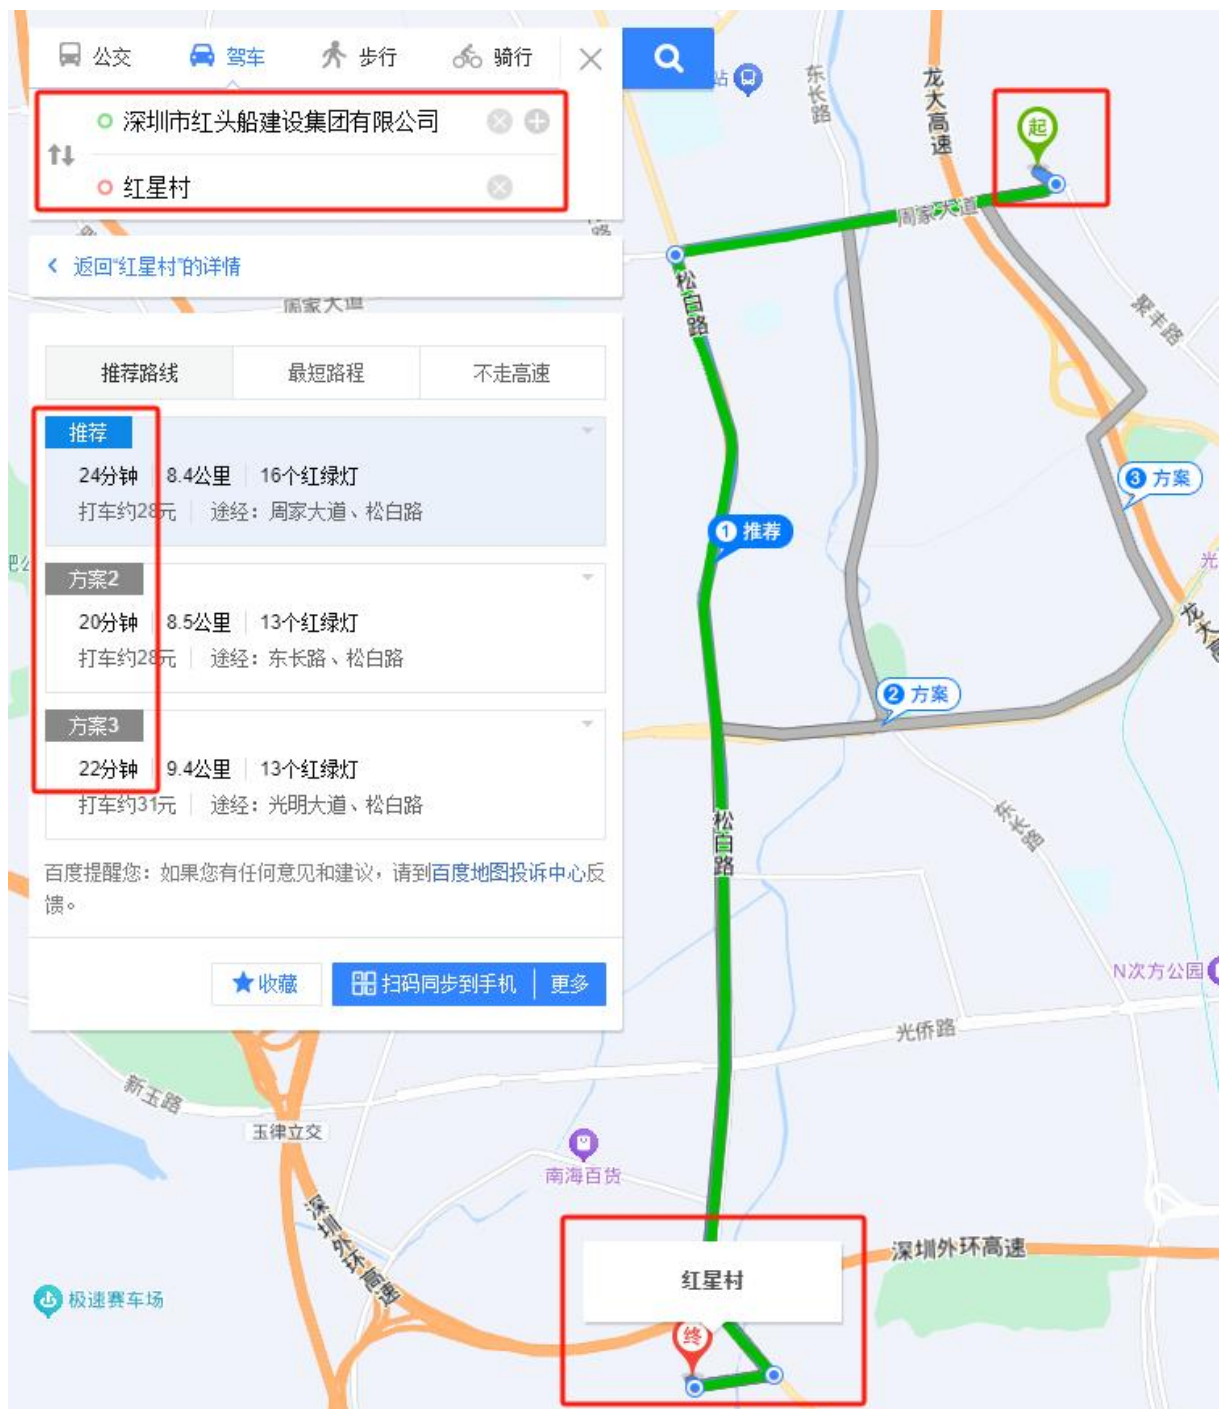 公交 驾车 步行 骑行
深圳市红头船建设集团有限公司
红星村
返回“红星村”的详情
周家大道
推荐路线 最短路程 不走高速
推荐
24分钟 8.4公里 16个红绿灯
打车约28元 途经：周家大道、松白路
方案2
20分钟 8.5公里 13个红绿灯
打车约28元 途经：东长路、松白路
方案3
22分钟 9.4公里 13个红绿灯
打车约31元 途经：光明大道、松白路
百度提醒您：如果您有任何意见和建议，请到百度地图投诉中心反
馈。
收藏 扫码同步到手机 更多
站
东长路
龙大高速
起
周家大道
松白路
聚丰路
3 方案
1 推荐
光
龙大高
2 方案
松白路
东长路
N次方公园
光侨路
新玉路
玉律立交
南海百货
深圳外环高速
深圳外环高速
红星村
极速赛车场
终